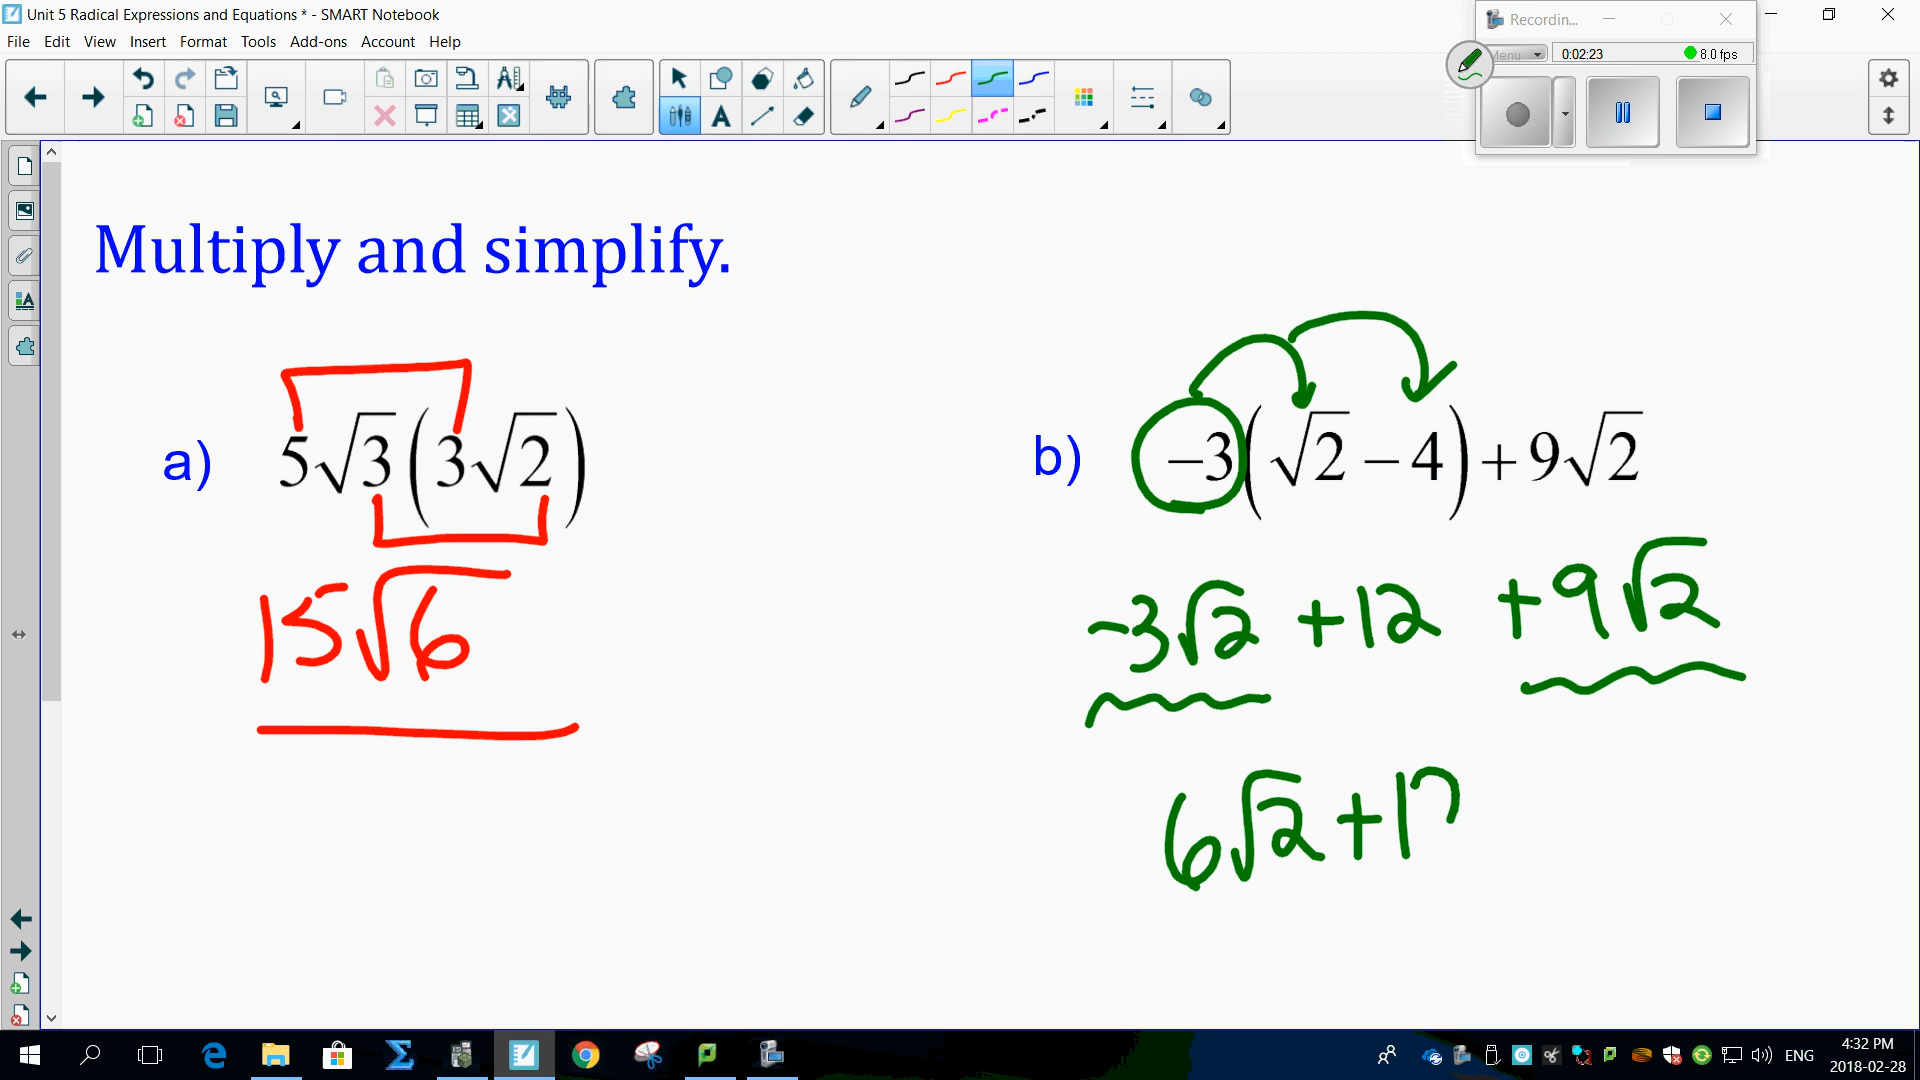 Unit 5 Radical Expressions and Equations * - SMART Notebook
File Edit View Insert Format Tools Add-ons Account Help
Recordin...
Menu
0:02:23
8.0 fps
Multiply and simplify.
a) 5√3(3√2)
15√6
b) −3(√2 − 4) + 9√2
-3√2 +12 +9√2
6√2 +1
ENG
4:32 PM
2018-02-28